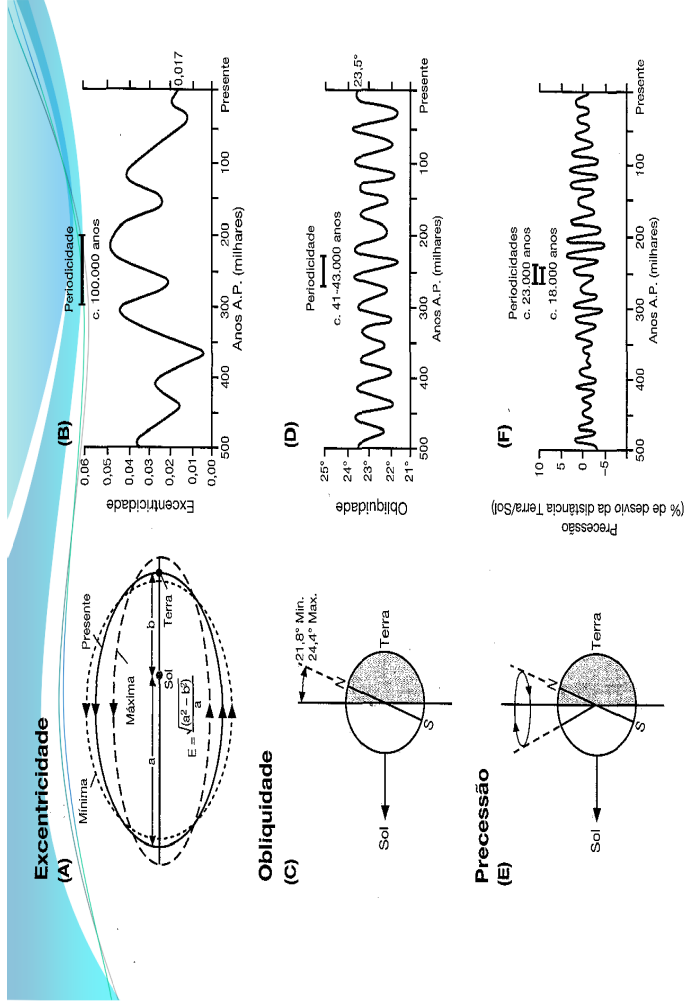 Excentricidade
(A)
Mínima
Presente
Máxima
a
b
Sol
Terra
E = √(a² − b²)
a
(B)
Periodicidade
c. 100.000 anos
Excentricidade
0,06
0,04
0,03
0,02
0,00
0,017
500
400
300
200
100
Presente
Anos A.P. (milhares)
Obliquidade
(C)
21,8° Min.
24,4° Max.
N
S
Sol
Terra
(D)
Periodicidade
c. 41-43.000 anos
Obliquidade
25°
24°
23°
22°
21°
23,5°
500
400
300
200
100
Presente
Anos A.P. (milhares)
Precessão
(E)
N
S
Sol
Terra
(F)
Periodicidades
c. 23.000 anos
c. 18.000 anos
Precessão
(% de desvio da distância Terra/Sol)
10
5
0
-5
500
400
300
200
100
Presente
Anos A.P. (milhares)